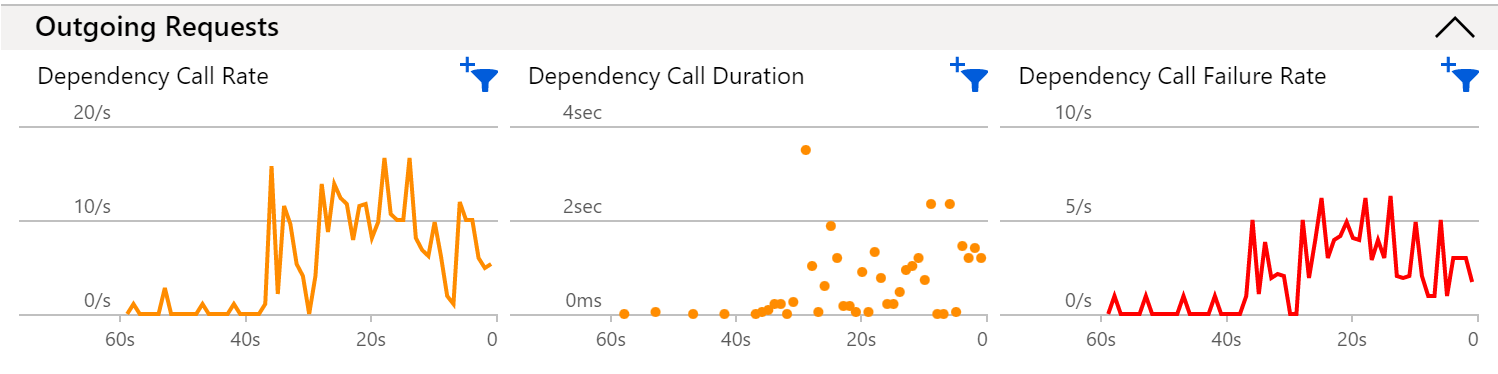 Outgoing Requests
Dependency Call Rate
20/s
10/s
0/s
60s 40s 20s 0
Dependency Call Duration
4sec
2sec
0ms
60s 40s 20s 0
Dependency Call Failure Rate
10/s
5/s
0/s
60s 40s 20s 0